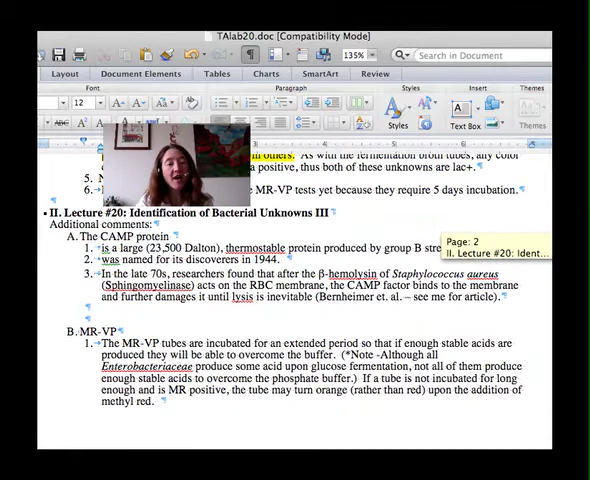 TAlab20.doc [Compatibility Mode]
135%
Search in Document
Layout Document Elements Tables Charts SmartArt Review
Font Paragraph Styles Insert Themes
12 A A Aa
ABC A
Styles Text Box Themes
3 4 5
in others. As with the fermentation broth tubes, any color
a positive, thus both of these unknowns are lac+.
5. N
6. MR-VP tests yet because they require 5 days incubation.
II. Lecture #20: Identification of Bacterial Unknowns III
Additional comments:
A. The CAMP protein
1. is a large (23,500 Dalton), thermostable protein produced by group B stre
2. was named for its discoverers in 1944.
3. In the late 70s, researchers found that after the β-hemolysin of Staphylococcus aureus
(Sphingomyelinase) acts on the RBC membrane, the CAMP factor binds to the membrane
and further damages it until lysis is inevitable (Bernheimer et. al. – see me for article).
Page: 2
II. Lecture #20: Ident...
B. MR-VP
1. The MR-VP tubes are incubated for an extended period so that if enough stable acids are
produced they will be able to overcome the buffer. (*Note -Although all
Enterobacteriaceae produce some acid upon glucose fermentation, not all of them produce
enough stable acids to overcome the phosphate buffer.) If a tube is not incubated for long
enough and is MR positive, the tube may turn orange (rather than red) upon the addition of
methyl red.